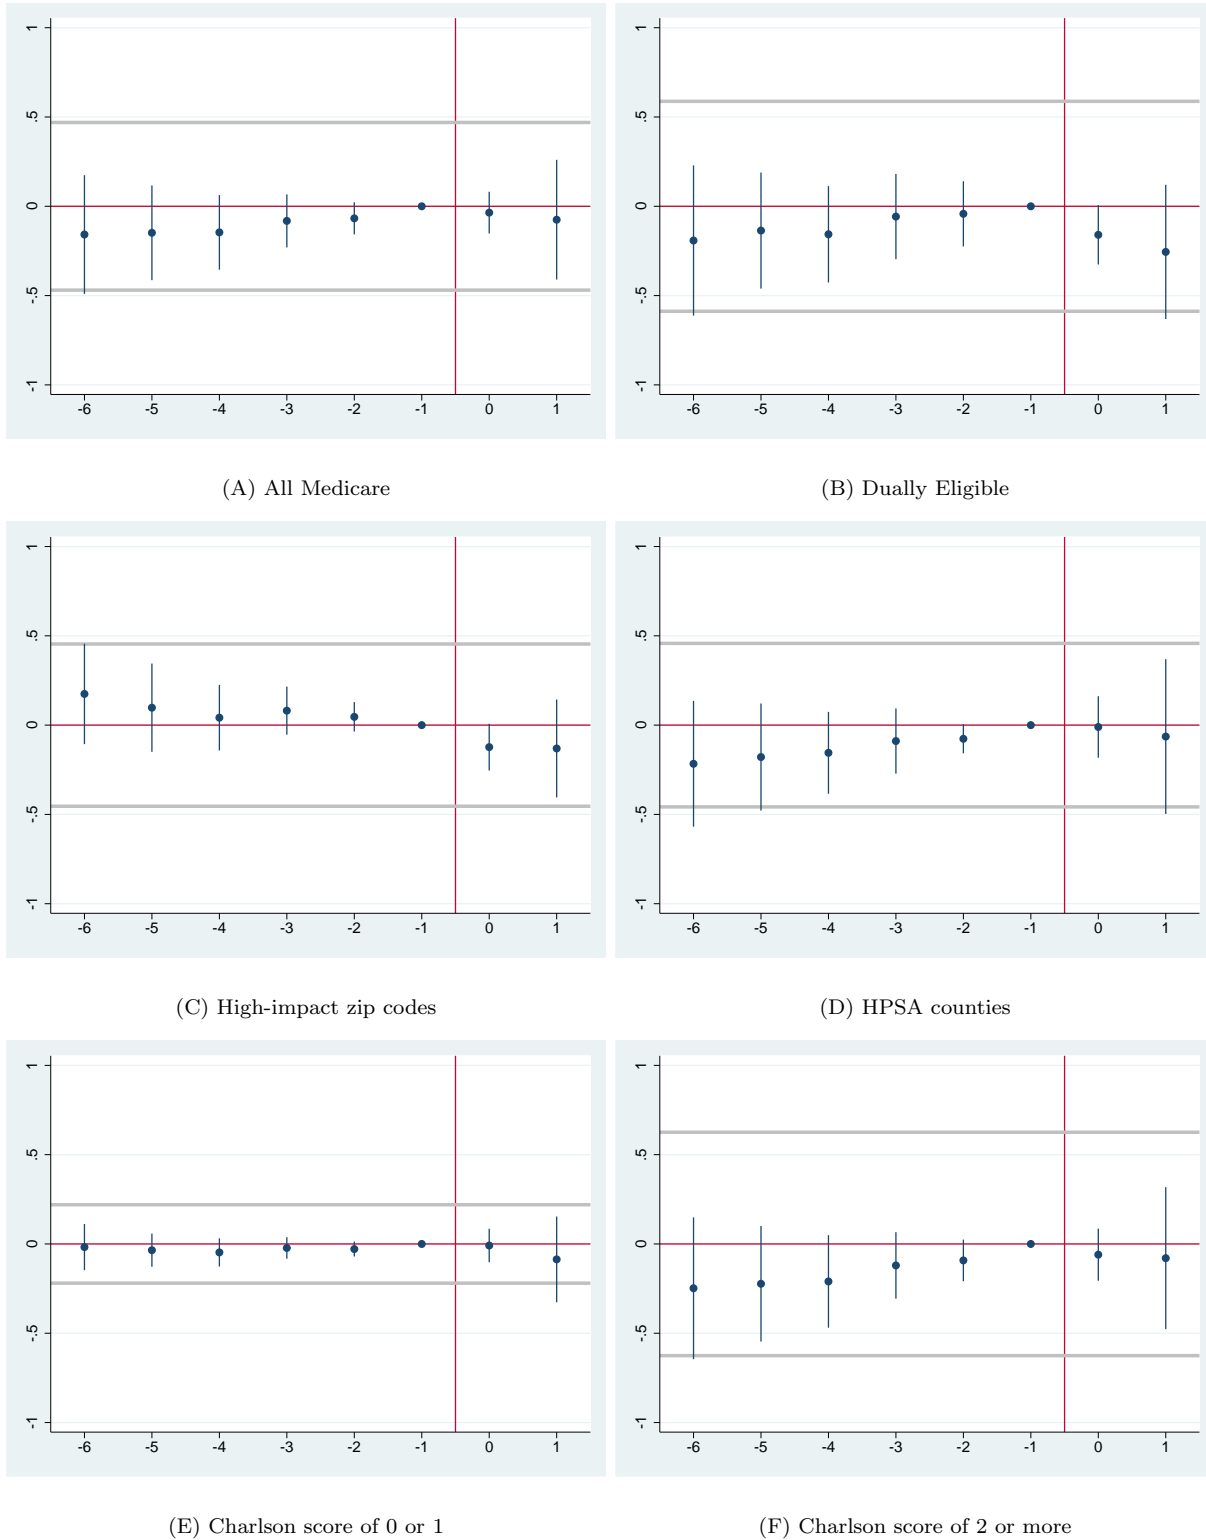 1
.5
0
-.5
-1
-6 -5 -4 -3 -2 -1 0 1
(A) All Medicare
1
.5
0
-.5
-1
-6 -5 -4 -3 -2 -1 0 1
(B) Dually Eligible
1
.5
0
-.5
-1
-6 -5 -4 -3 -2 -1 0 1
(C) High-impact zip codes
1
.5
0
-.5
-1
-6 -5 -4 -3 -2 -1 0 1
(D) HPSA counties
1
.5
0
-.5
-1
-6 -5 -4 -3 -2 -1 0 1
(E) Charlson score of 0 or 1
1
.5
0
-.5
-1
-6 -5 -4 -3 -2 -1 0 1
(F) Charlson score of 2 or more